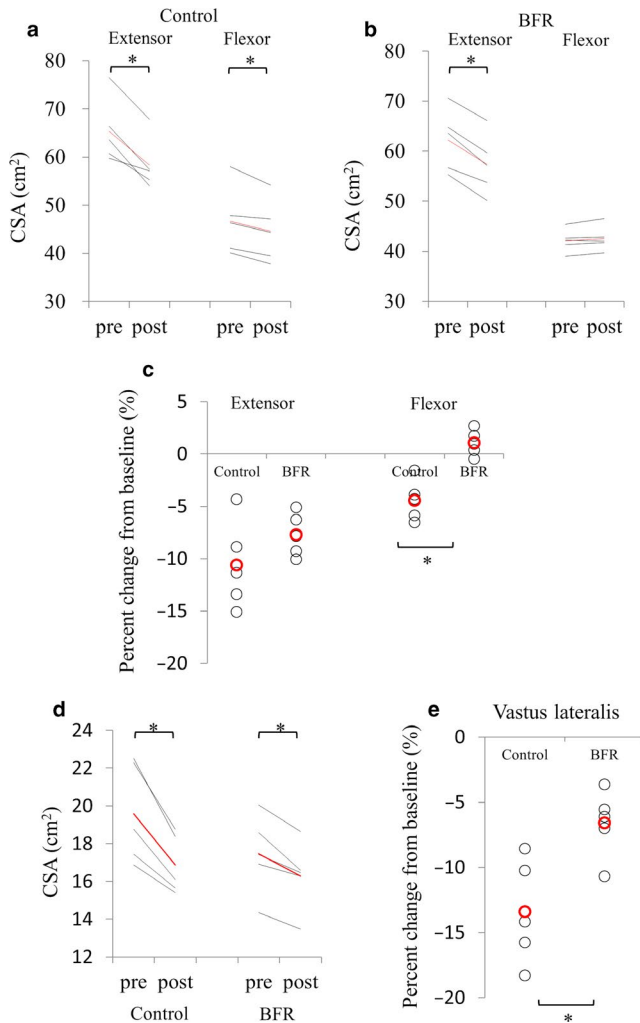 a
Control
Extensor
Flexor
*
*
80
70
60
50
40
30
CSA (cm²)
pre post
pre post
b
BFR
Extensor
Flexor
*
80
70
60
50
40
30
CSA (cm²)
pre post
pre post
c
Extensor
Flexor
5
0
−5
−10
−15
−20
Percent change from baseline (%)
Control
BFR
Control
BFR
*
d
*
*
24
22
20
18
16
14
12
CSA (cm²)
pre post
pre post
Control
BFR
e
Vastus lateralis
0
−5
−10
−15
−20
Percent change from baseline (%)
Control
BFR
*